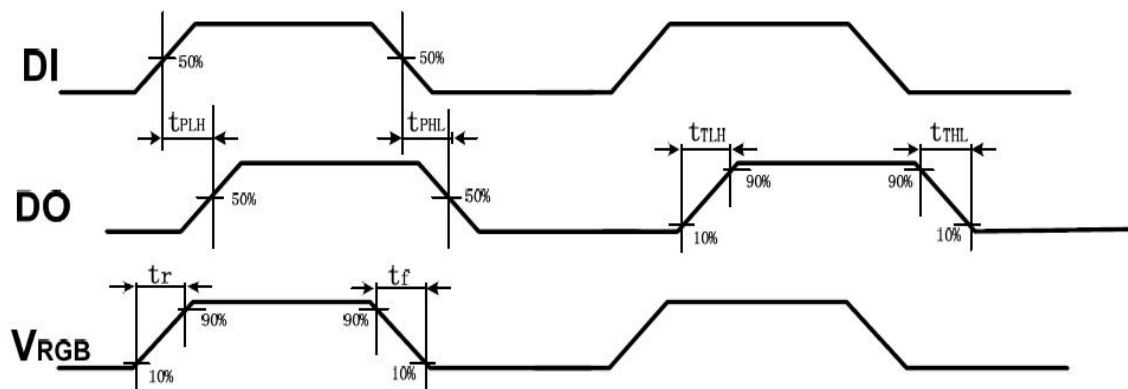 DI 50% 50%
tPLH tPHL tTLH tTHL
DO 50% 50% 90% 90%
10% 10%
tr tf
VRGB 90% 90%
10% 10%